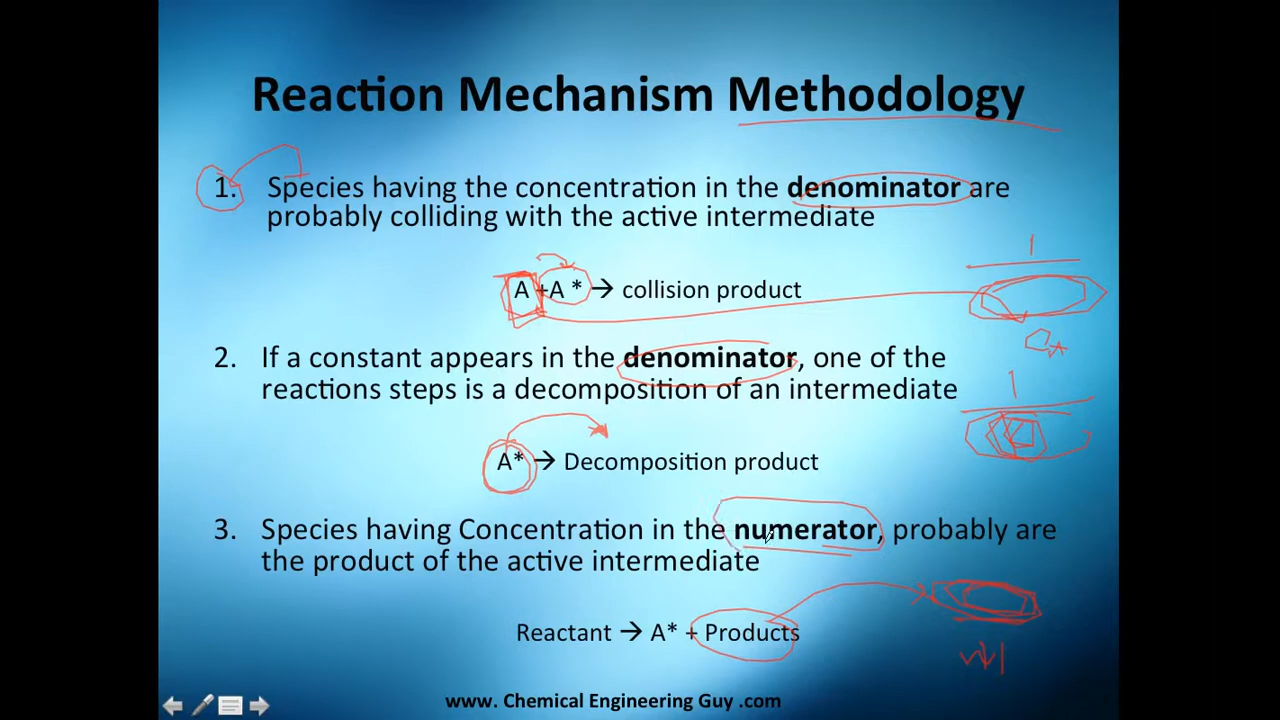 Reaction Mechanism Methodology
1. Species having the concentration in the denominator are
probably colliding with the active intermediate
1
A +A * → collision product
CA
2. If a constant appears in the denominator, one of the
reactions steps is a decomposition of an intermediate
1
A* → Decomposition product
3. Species having Concentration in the numerator, probably are
the product of the active intermediate
Reactant → A* + Products
www. Chemical Engineering Guy .com